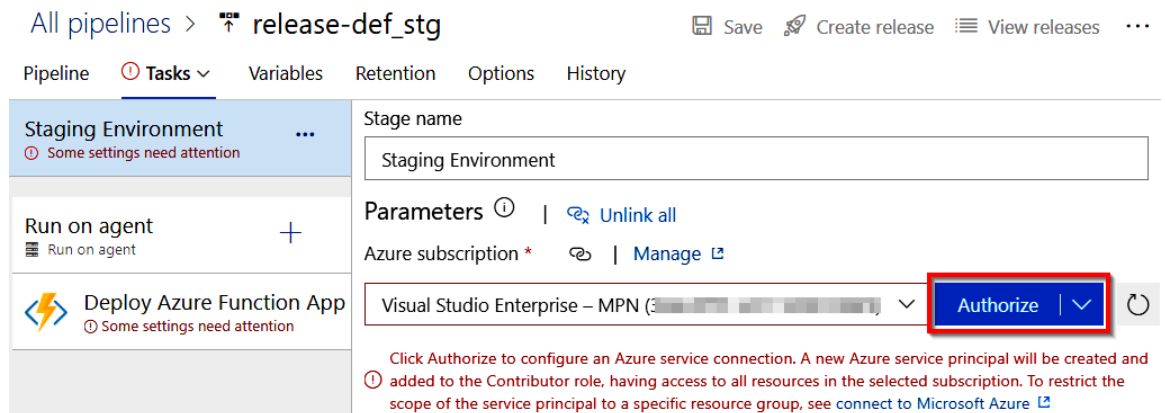 All pipelines > release-def_stg Save Create release View releases ...
Pipeline Tasks Variables Retention Options History
Staging Environment ...
Some settings need attention
Run on agent
Run on agent
Deploy Azure Function App
Some settings need attention
Stage name
Staging Environment
Parameters | Unlink all
Azure subscription * | Manage
Visual Studio Enterprise – MPN (3
Authorize
Click Authorize to configure an Azure service connection. A new Azure service principal will be created and
added to the Contributor role, having access to all resources in the selected subscription. To restrict the
scope of the service principal to a specific resource group, see connect to Microsoft Azure